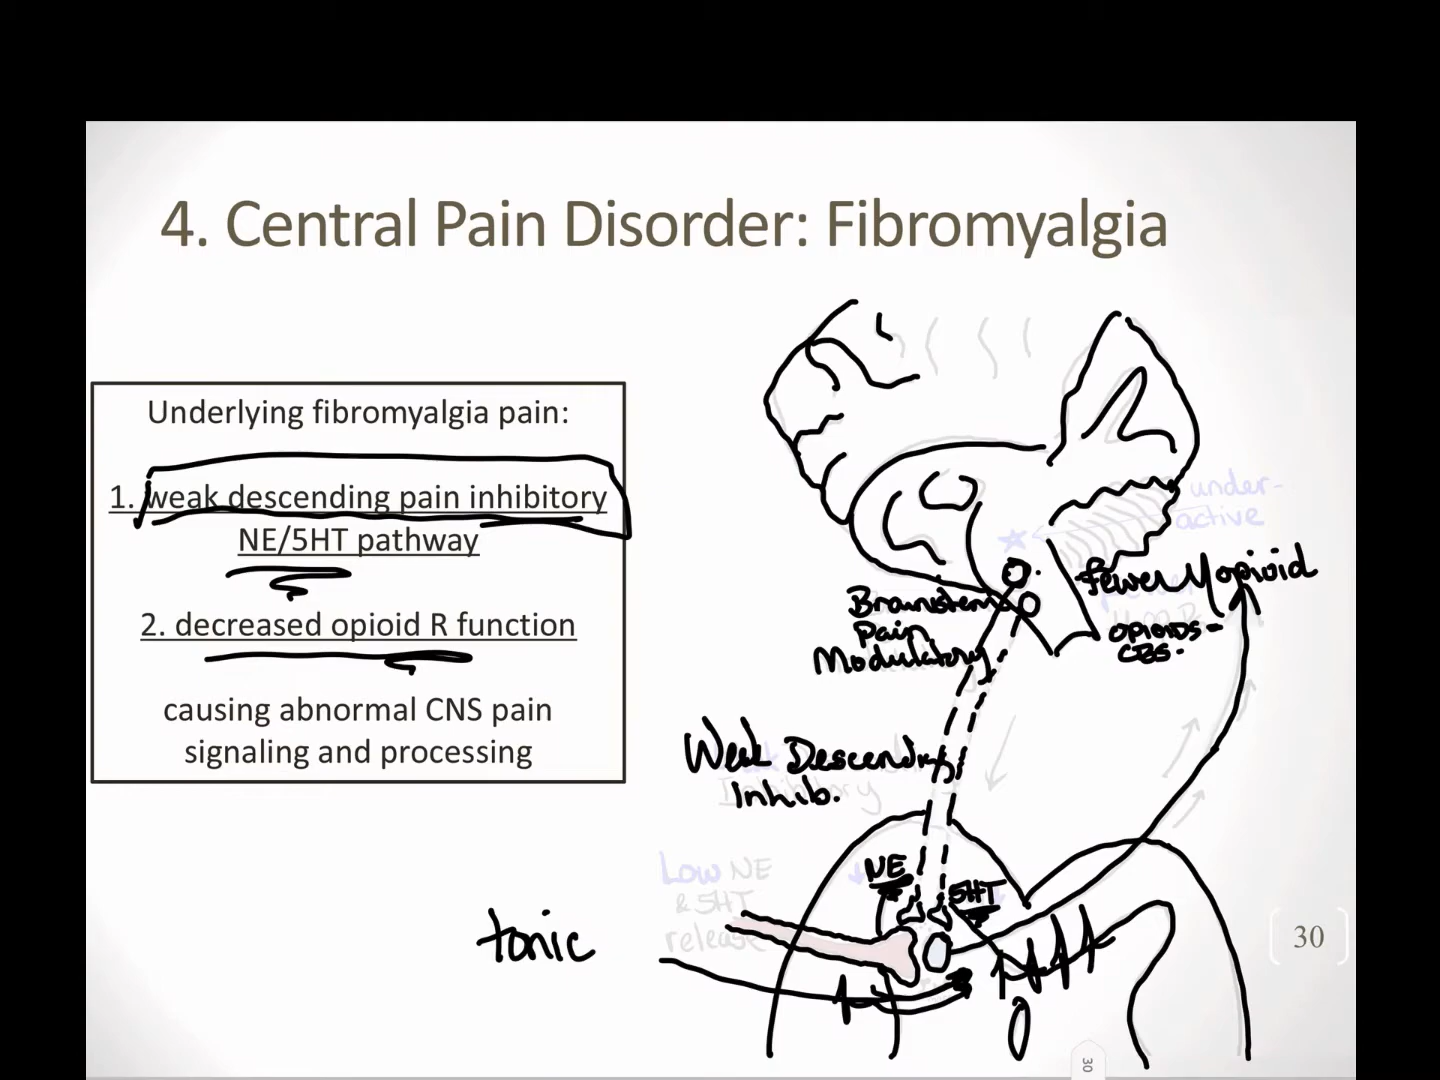 4. Central Pain Disorder: Fibromyalgia
Underlying fibromyalgia pain:
1. weak descending pain inhibitory
NE/5HT pathway
2. decreased opioid R function
causing abnormal CNS pain
signaling and processing
under-
active
fewer μ opioid
Brainstem
Pain
Modulatory
OPIOIDS-
Weak Descending
Inhib.
Low NE
& 5HT
release
NE
5HT
tonic
30
30